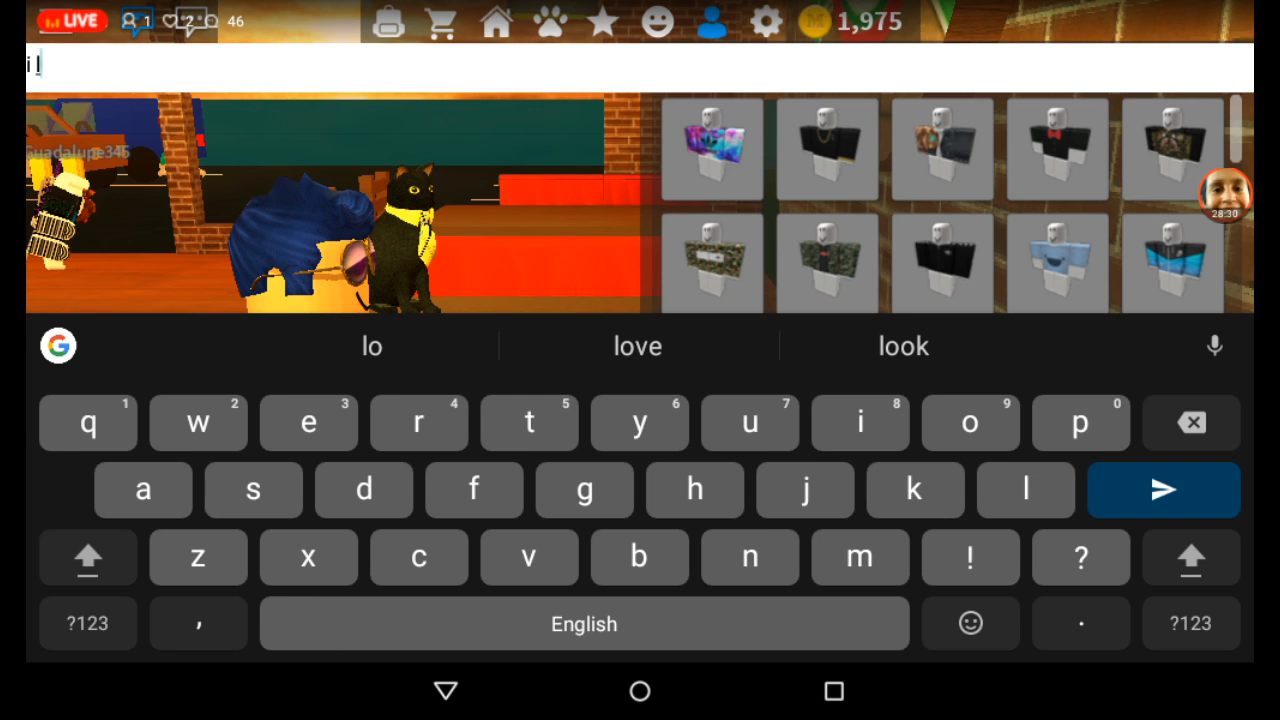 LIVE 1 2 46 M 1,975
i l
Guadalupe345
28:30
G lo love look
q 1 w 2 e 3 r 4 t 5 y 6 u 7 i 8 o 9 p 0
a s d f g h j k l
z x c v b n m ! ?
?123 , English . ?123